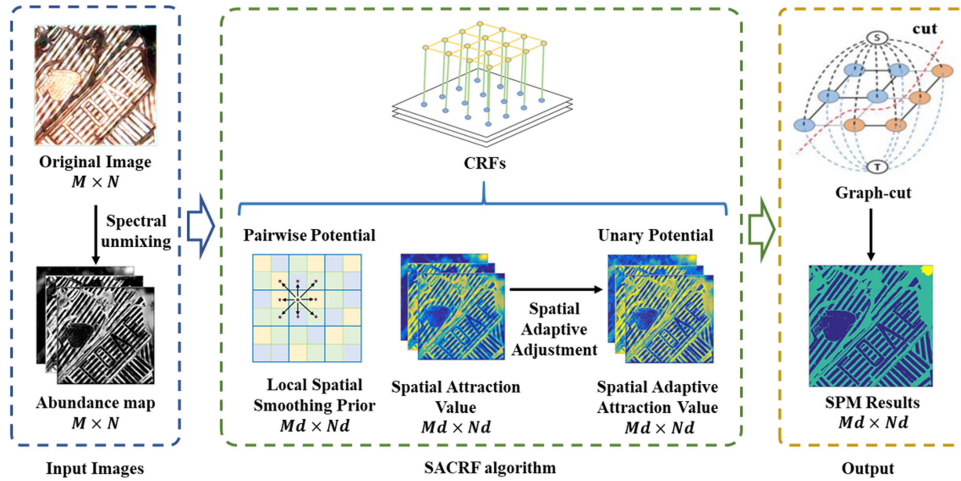 Original Image
M × N
Spectral
unmixing
Abundance map
M × N
Input Images
CRFs
Pairwise Potential
Unary Potential
Spatial
Adaptive
Adjustment
Local Spatial
Smoothing Prior
Md × Nd
Spatial Attraction
Value
Md × Nd
Spatial Adaptive
Attraction Value
Md × Nd
SACRF algorithm
S
cut
T
Graph-cut
SPM Results
Md × Nd
Output